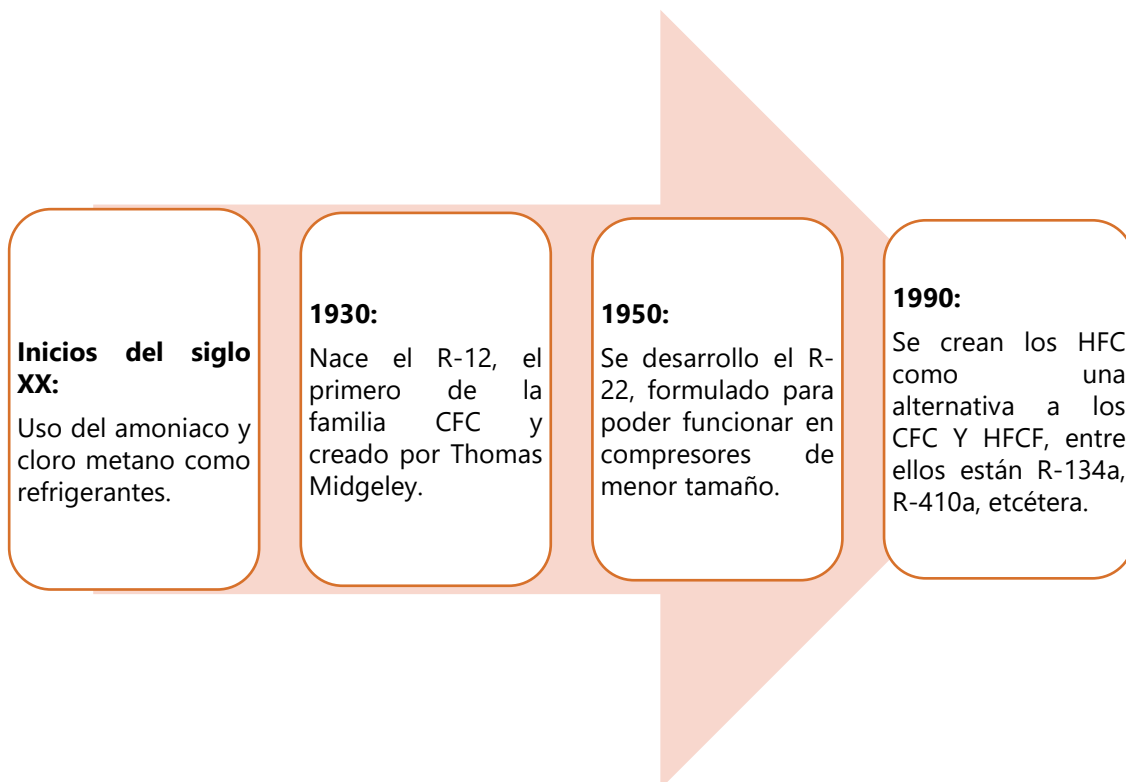 Inicios del siglo
XX:
Uso del amoniaco y
cloro metano como
refrigerantes.
1930:
Nace el R-12, el
primero de la
familia CFC y
creado por Thomas
Midgeley.
1950:
Se desarrollo el R-
22, formulado para
poder funcionar en
compresores de
menor tamaño.
1990:
Se crean los HFC
como una
alternativa a los
CFC Y HFCF, entre
ellos están R-134a,
R-410a, etcétera.